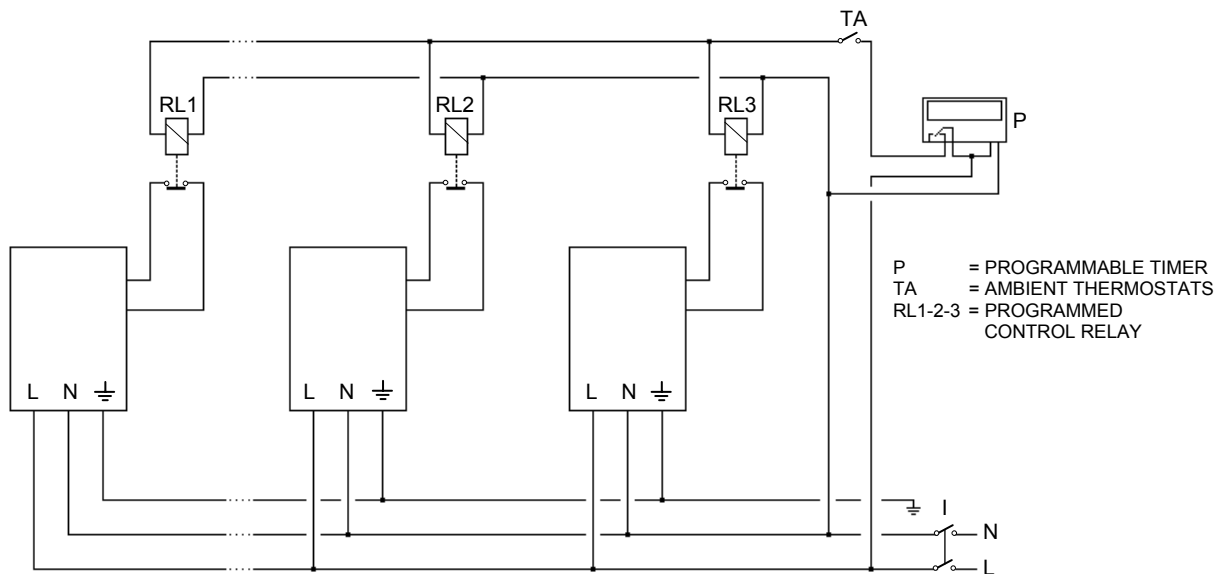 TA
RL1 RL2 RL3
P
P = PROGRAMMABLE TIMER
TA = AMBIENT THERMOSTATS
RL1-2-3 = PROGRAMMED
CONTROL RELAY
L N L N L N
I
N
L